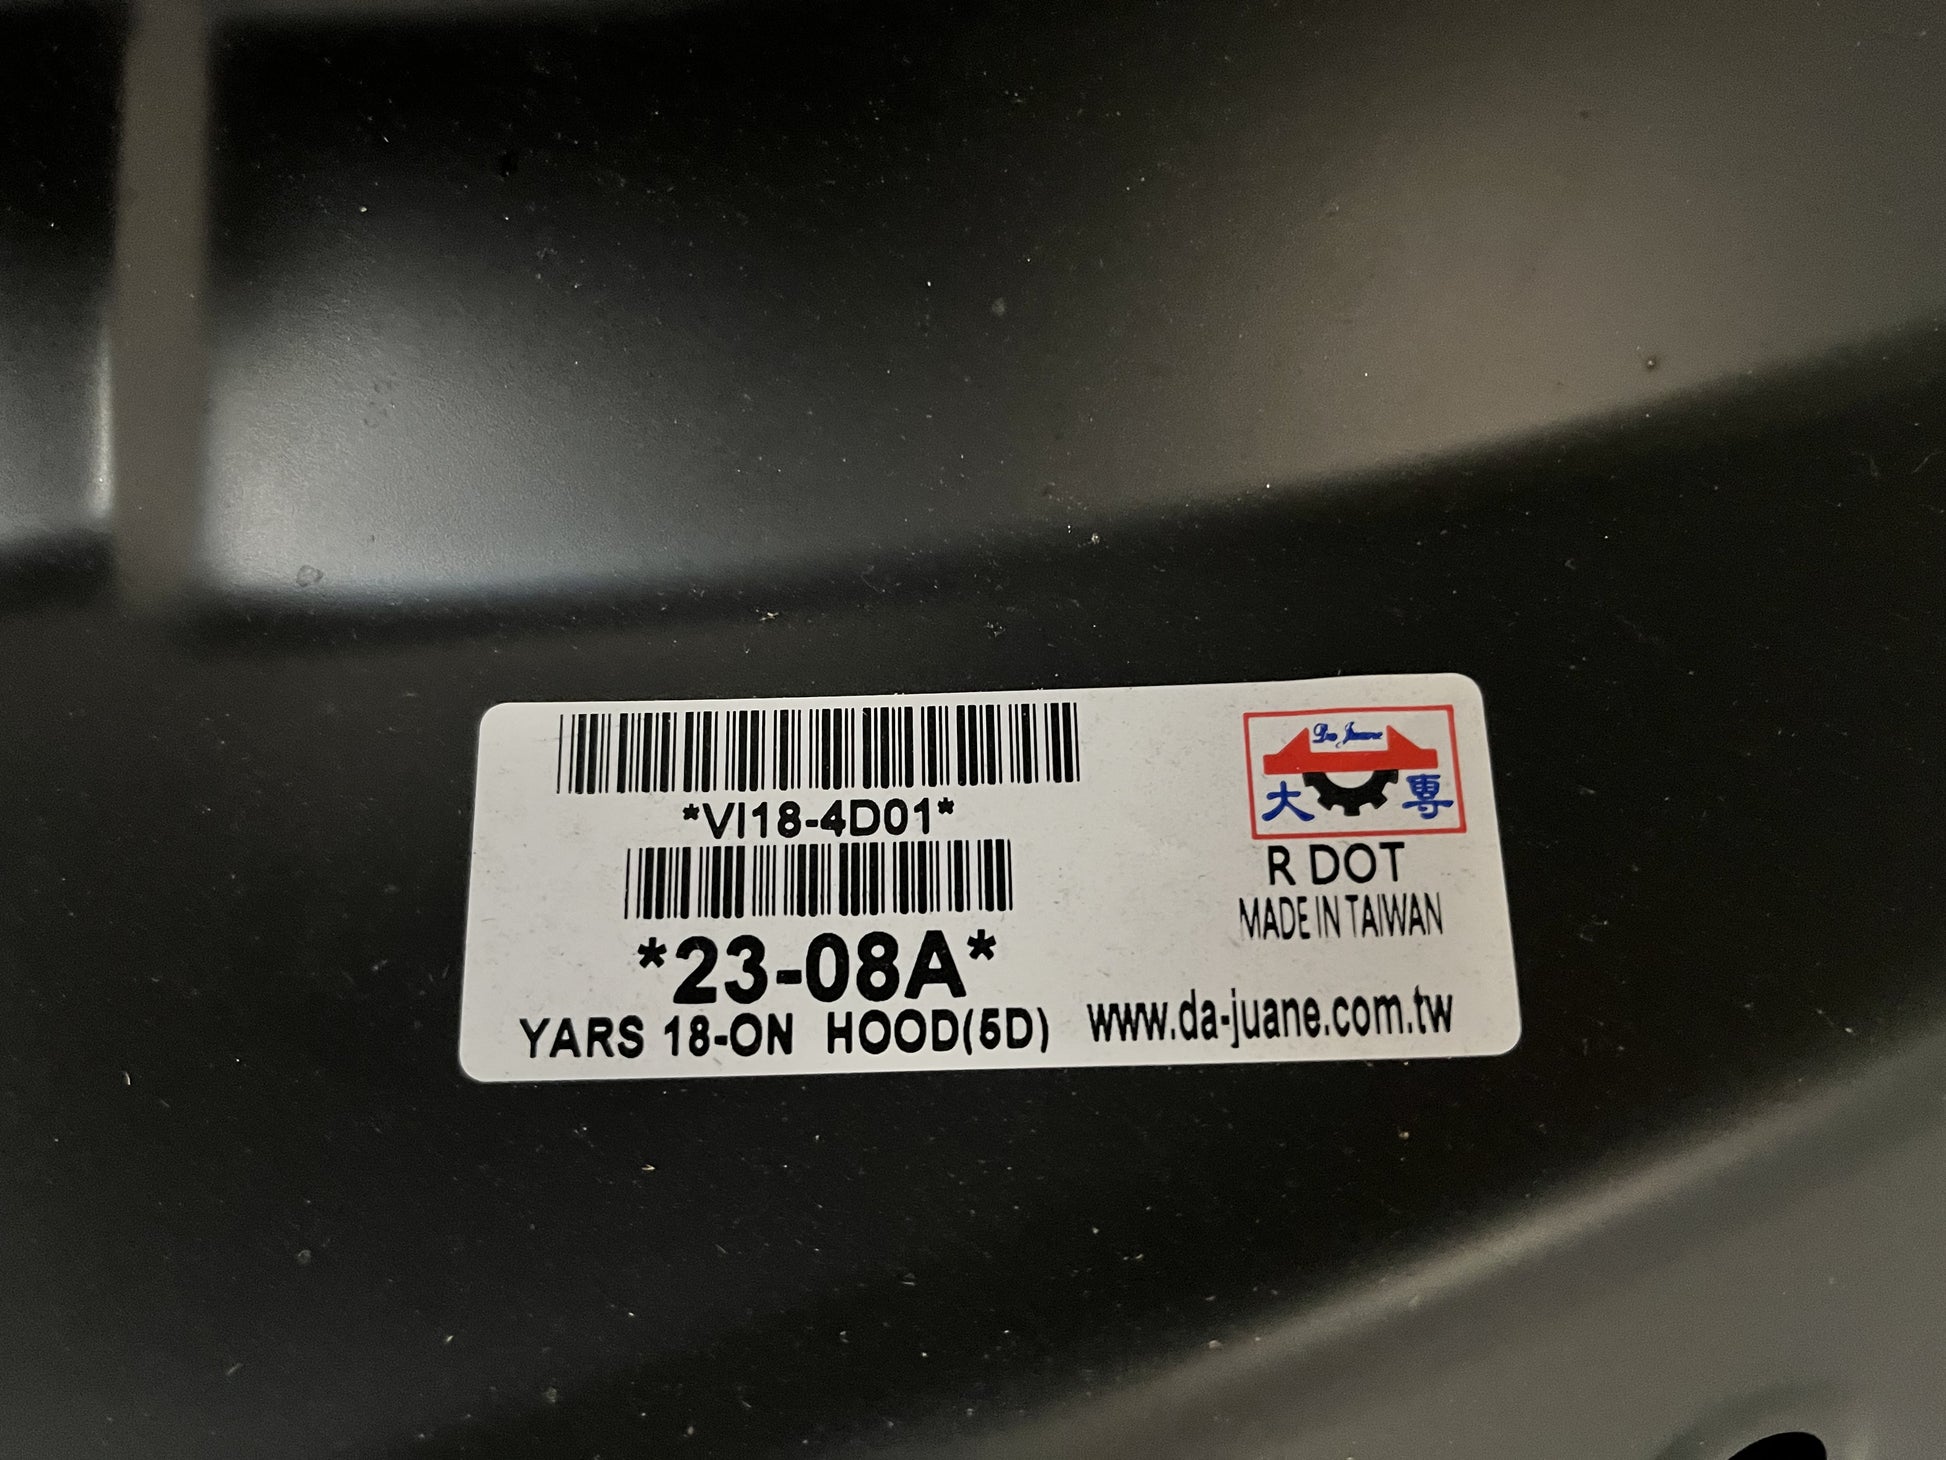 *VI18-4D01*
*23-08A*
YARS 18-ON HOOD(5D)
Da Juane
大 專
R DOT
MADE IN TAIWAN
www.da-juane.com.tw